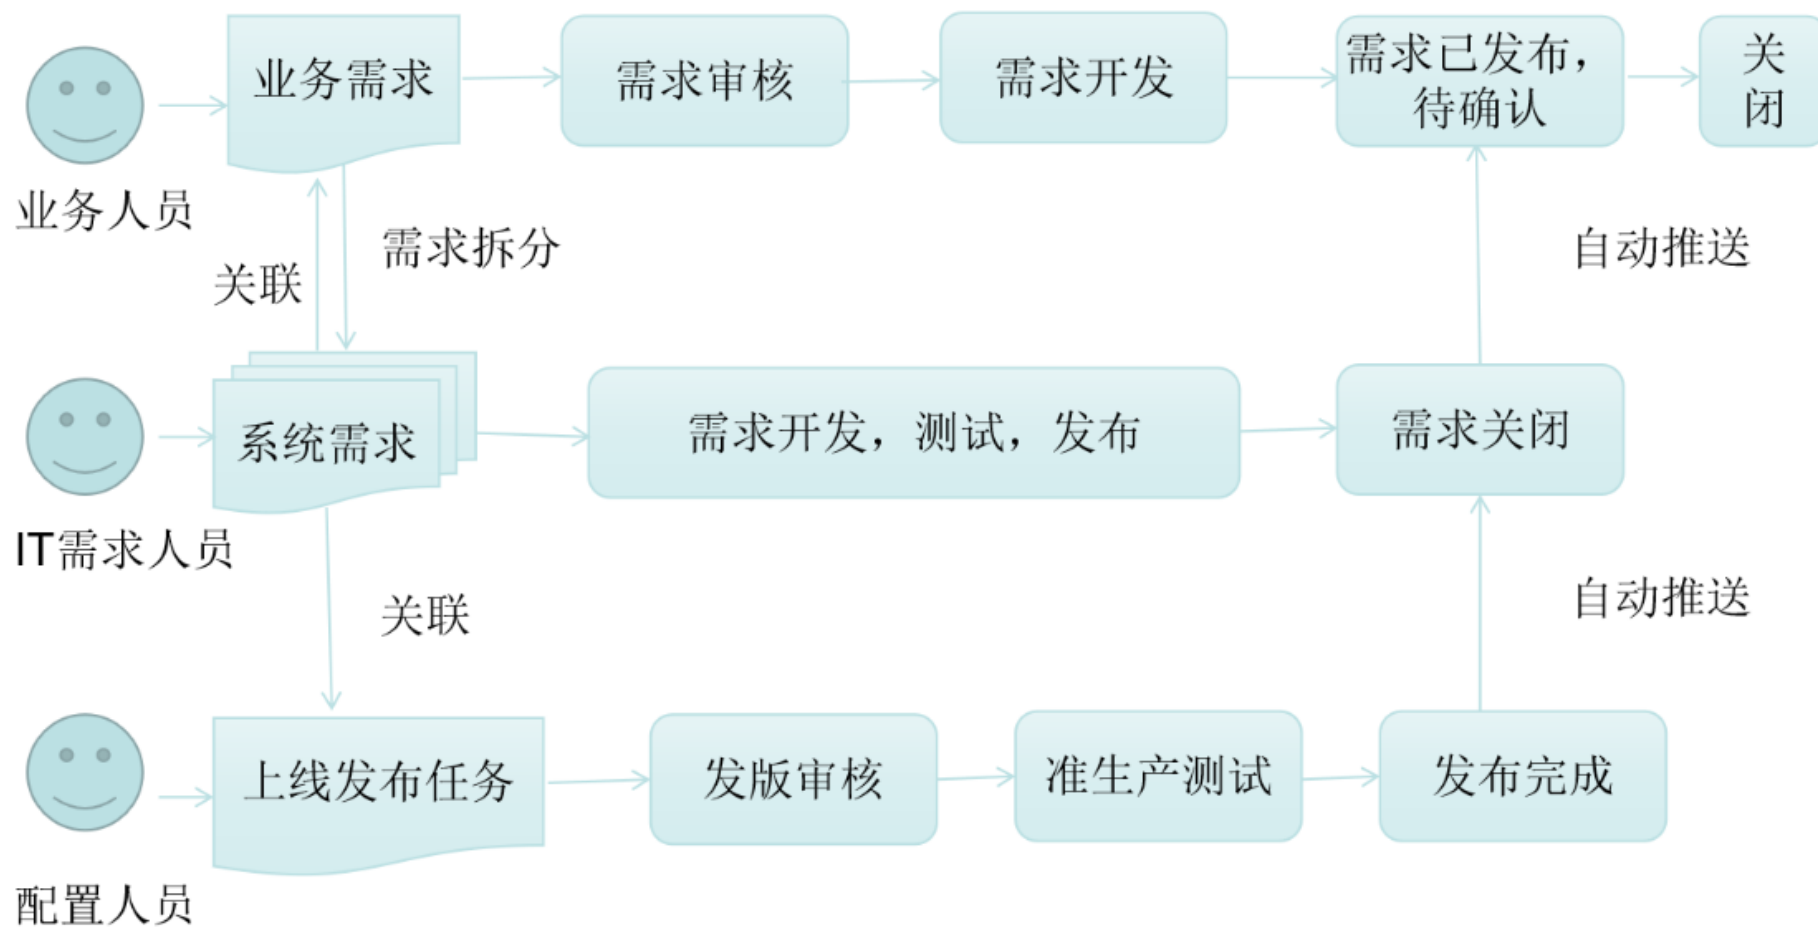 业务需求
需求审核
需求开发
需求已发布，
待确认
关
闭
业务人员
需求拆分
关联
自动推送
系统需求
需求开发，测试，发布
需求关闭
IT需求人员
关联
自动推送
上线发布任务
发版审核
准生产测试
发布完成
配置人员